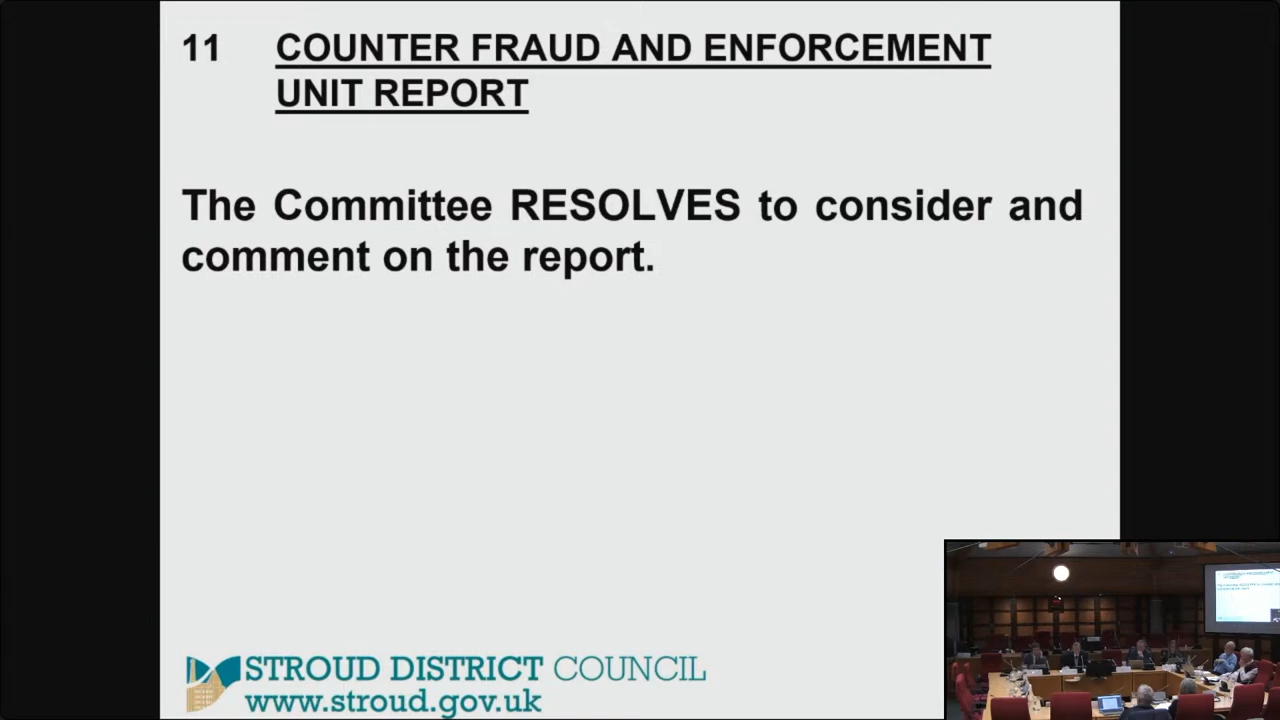 11 COUNTER FRAUD AND ENFORCEMENT
UNIT REPORT
The Committee RESOLVES to consider and
comment on the report.
STROUD DISTRICT COUNCIL
www.stroud.gov.uk